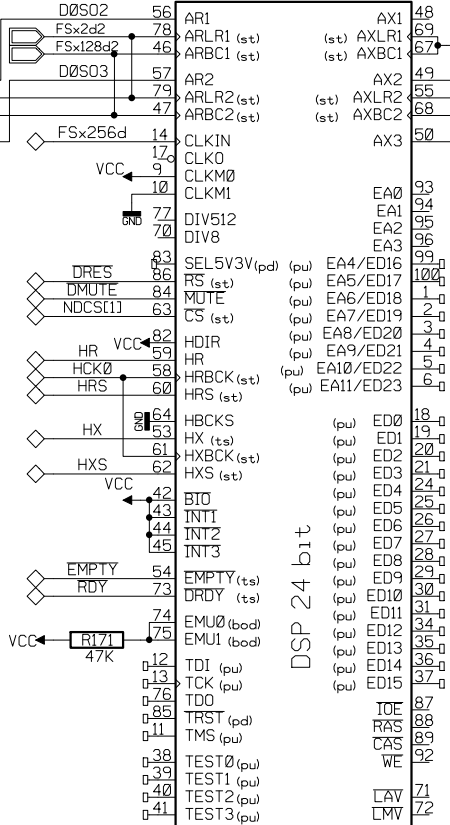 DØSO2 56 AR1 AX1 48
FSx2d2 78 ARLR1 (st) (st) AXLR1 69
FSx128d2 46 ARBC1 (st) (st) AXBC1 67
DØSO3 57 AR2 AX2 49
79 ARLR2 (st) (st) AXLR2 55
47 ARBC2 (st) (st) AXBC2 68
FSx256d 14 CLKIN AX3 50
17 CLKO
VCC 9 CLKMØ
10 CLKM1 EAØ 93
GND EA1 94
77 DIV512 EA2 95
70 DIV8 EA3 96
83 SEL5V3V (pd) (pu) EA4/ED16 99
DRES 86 RS (st) (pu) EA5/ED17 100
DMUTE 84 MUTE (pu) EA6/ED18 1
NDCS[1] 63 CS (st) (pu) EA7/ED19 2
VCC 82 HDIR (pu) EA8/ED20 3
HR 59 HR (pu) EA9/ED21 4
HCKØ 58 HRBCK (st) (pu) EA10/ED22 5
HRS 60 HRS (st) (pu) EA11/ED23 6
GND 64 HBCKS (pu) EDØ 18
HX 53 HX (ts) (pu) ED1 19
61 HXBCK (st) (pu) ED2 20
HXS 62 HXS (st) (pu) ED3 21
VCC 42 BIO (pu) ED4 24
43 INT1 (pu) ED5 25
44 INT2 (pu) ED6 26
45 INT3 (pu) ED7 27
DSP 24 bit
(pu) ED8 28
EMPTY 54 EMPTY (ts) (pu) ED9 29
RDY 73 DRDY (ts) (pu) ED10 30
74 EMUØ (bod) (pu) ED11 31
VCC R171 75 EMU1 (bod) (pu) ED12 34
47K (pu) ED13 35
12 TDI (pu) (pu) ED14 36
13 TCK (pu) (pu) ED15 37
76 TDO
85 TRST (pd) IOE 87
11 TMS (pu) RAS 88
CAS 89
38 TESTØ (pu) WE 92
39 TEST1 (pu)
40 TEST2 (pu) LAV 71
41 TEST3 (pu) LMV 72